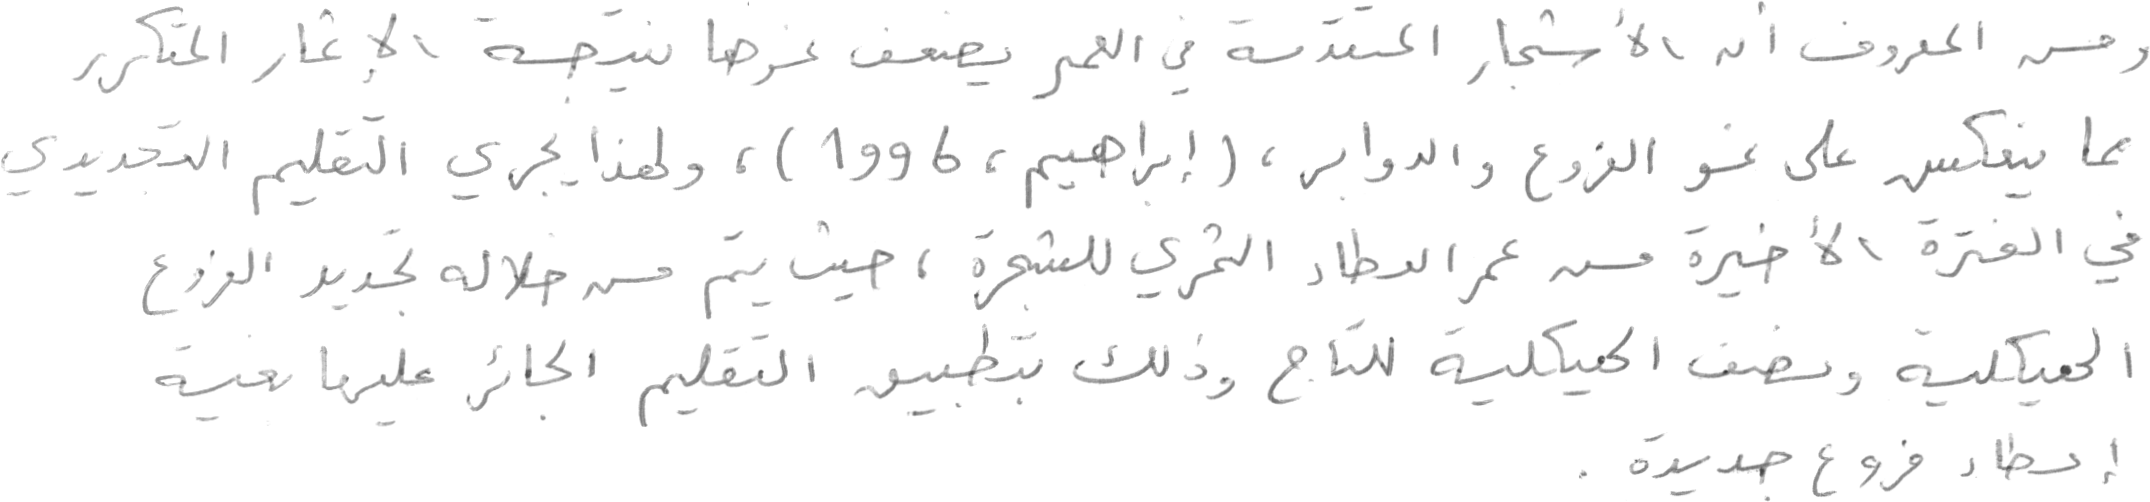 ومن المعروف أن الأشجار المتقدمة في العمر يضعف نموها نتيجة الإثمار المتكرر
مما ينعكس على نمو الفروع والدوابر، (إبراهيم، 1996)، ولهذا يجري التقليم التجديدي
في الفترة الأخيرة من عمر العطاء الثمري للشجرة، حيث يتم من خلاله تجديد الفروع
الهيكلية ونصف الهيكلية للتاج وذلك بتطبيق التقليم الجائر عليها بغية
إعطاء فروع جديدة.